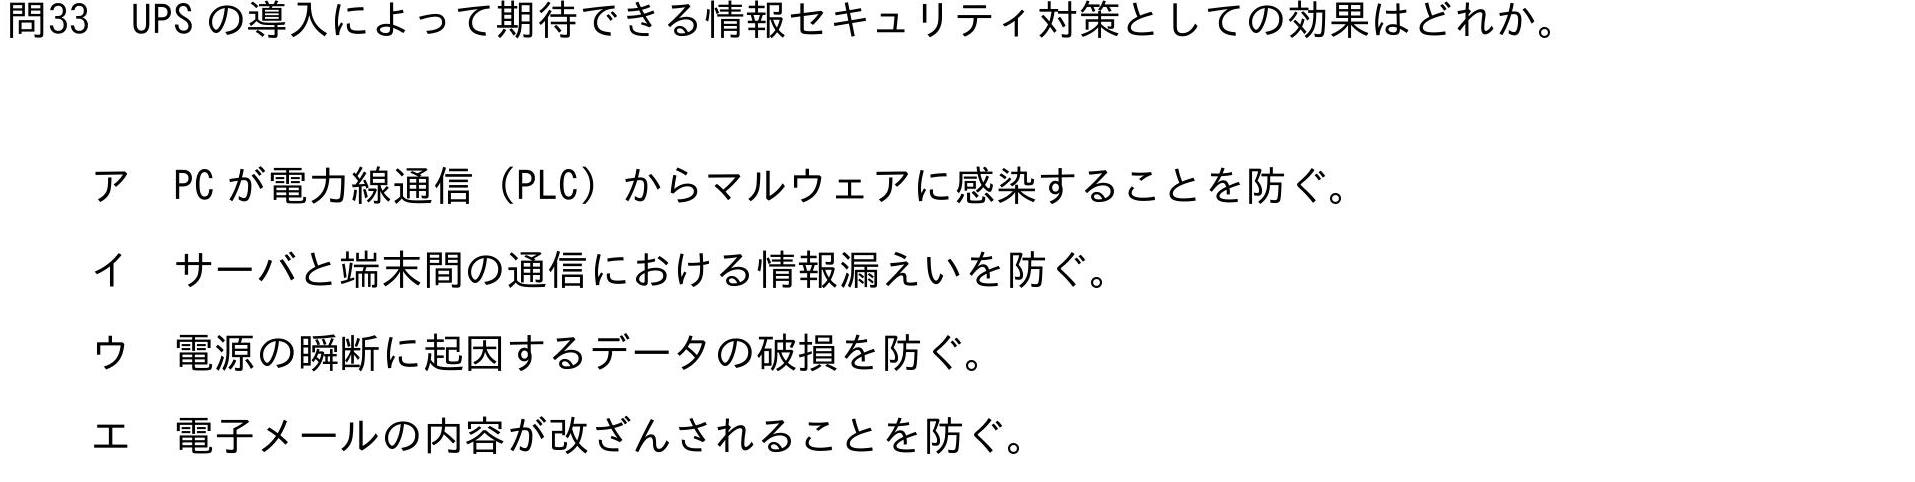 問33　UPS の導入によって期待できる情報セキュリティ対策としての効果はどれか。
ア　PC が電力線通信（PLC）からマルウェアに感染することを防ぐ。
イ　サーバと端末間の通信における情報漏えいを防ぐ。
ウ　電源の瞬断に起因するデータの破損を防ぐ。
エ　電子メールの内容が改ざんされることを防ぐ。